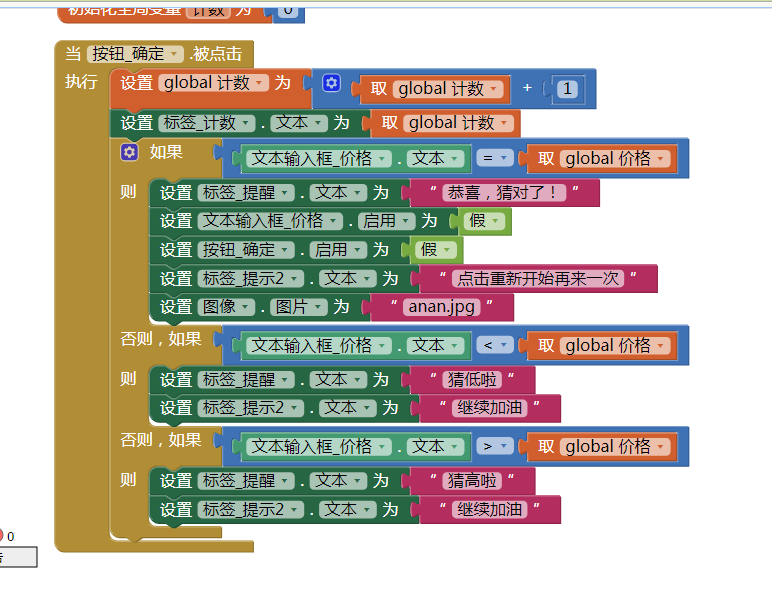 初始化全局变量 计数 为 0
当 按钮_确定 .被点击
执行 设置 global 计数 为 取 global 计数 + 1
设置 标签_计数 . 文本 为 取 global 计数
如果 文本输入框_价格 . 文本 = 取 global 价格
则 设置 标签_提醒 . 文本 为 “ 恭喜，猜对了！ ”
设置 文本输入框_价格 . 启用 为 假
设置 按钮_确定 . 启用 为 假
设置 标签_提示2 . 文本 为 “ 点击重新开始再来一次 ”
设置 图像 . 图片 为 “ anan.jpg ”
否则，如果 文本输入框_价格 . 文本 < 取 global 价格
则 设置 标签_提醒 . 文本 为 “ 猜低啦 ”
设置 标签_提示2 . 文本 为 “ 继续加油 ”
否则，如果 文本输入框_价格 . 文本 > 取 global 价格
则 设置 标签_提醒 . 文本 为 “ 猜高啦 ”
设置 标签_提示2 . 文本 为 “ 继续加油 ”
0